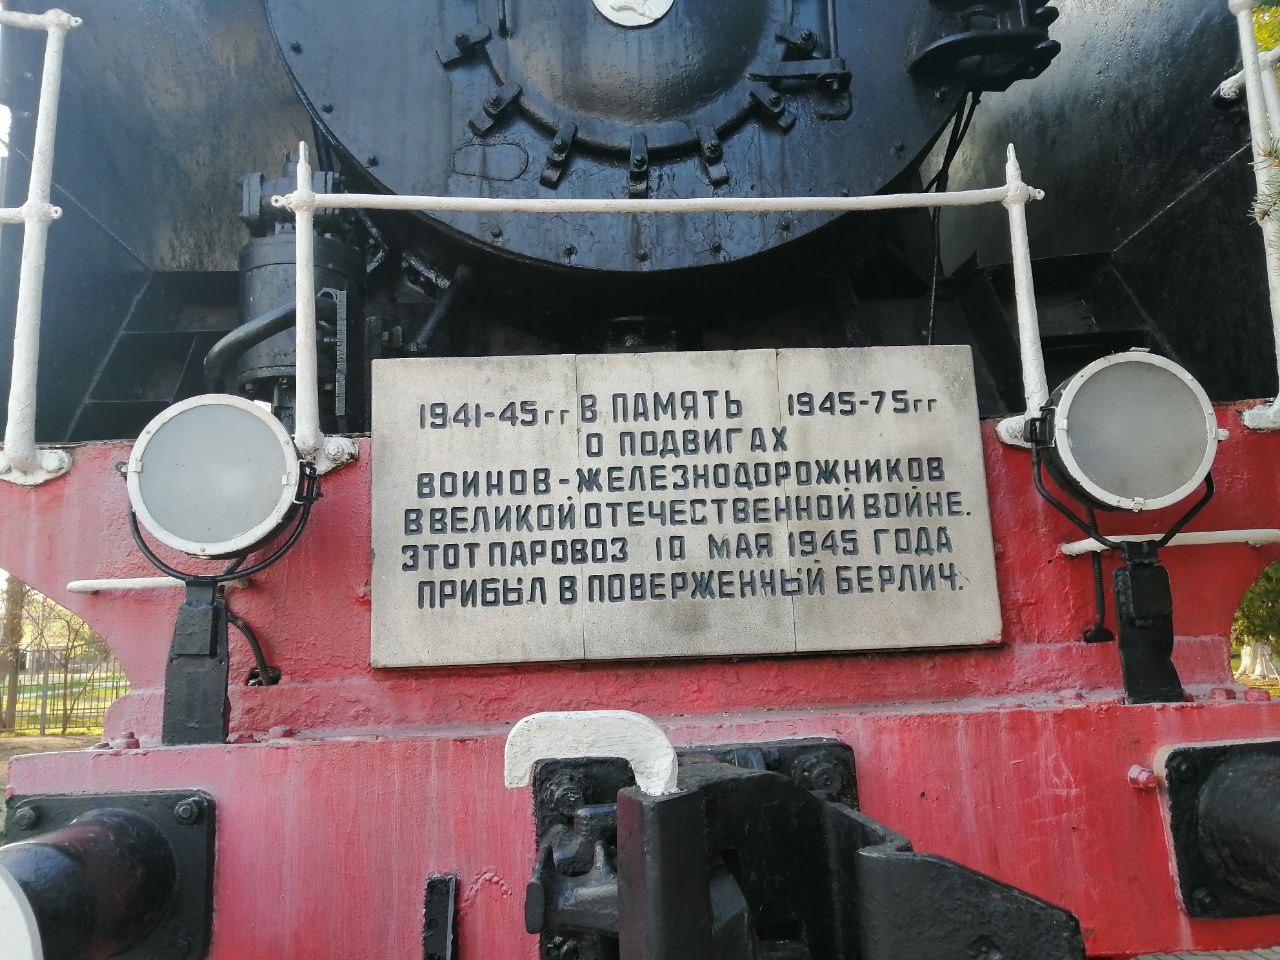 1941-45гг В ПАМЯТЬ 1945-75гг
О ПОДВИГАХ
ВОИНОВ-ЖЕЛЕЗНОДОРОЖНИКОВ
В ВЕЛИКОЙ ОТЕЧЕСТВЕННОЙ ВОЙНЕ.
ЭТОТ ПАРОВОЗ 10 МАЯ 1945 ГОДА
ПРИБЫЛ В ПОВЕРЖЕННЫЙ БЕРЛИН.